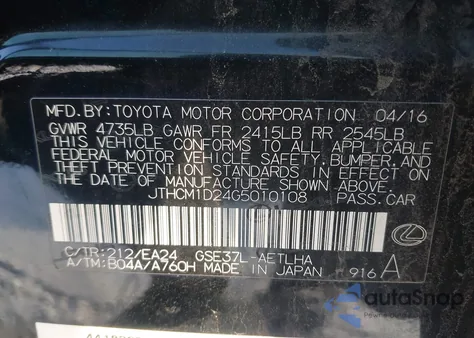 MFD.BY:TOYOTA MOTOR CORPORATION 04/16
GVWR 4735LB GAWR FR 2415LB RR 2545LB
THIS VEHICLE CONFORMS TO ALL APPLICABLE
FEDERAL MOTOR VEHICLE SAFETY, BUMPER, AND
THEFT PREVENTION STANDARDS IN EFFECT ON
THE DATE OF MANUFACTURE SHOWN ABOVE.
JTHCM1D24G5010108 PASS.CAR
C/TR:212/EA24 GSE37L-AETLHA
A/TM:B04A/A760H MADE IN JAPAN 916 A
autoSnap